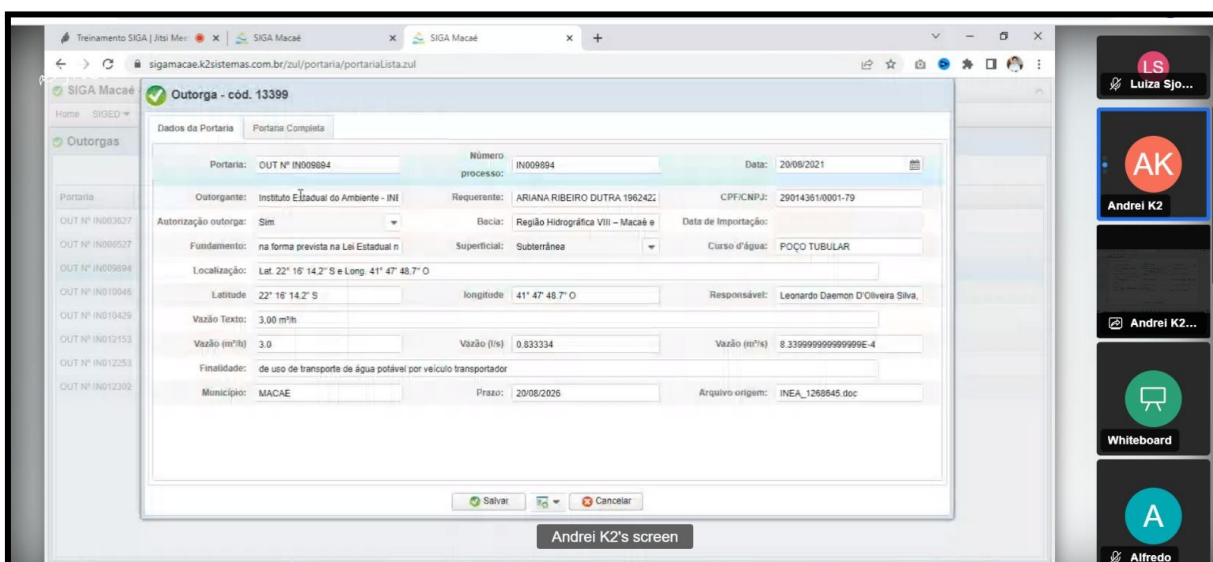 Treinamento SIGA | Jitsi Mee
SIGA Macaé
SIGA Macaé
sigamacae.k2sistemas.com.br/zul/portaria/portariaLista.zul
SIGA Macaé
Home SIGED
Outorgas
Portaria
OUT Nº IN003627
OUT Nº IN006527
OUT Nº IN009894
OUT Nº IN010046
OUT Nº IN010429
OUT Nº IN012153
OUT Nº IN012253
OUT Nº IN012302
Outorga - cód. 13399
Dados da Portaria Portaria Completa
Portaria: OUT Nº IN009894 Número processo: IN009894 Data: 20/08/2021
Outorgante: Instituto Estadual do Ambiente - INE Requerente: ARIANA RIBEIRO DUTRA 1962422 CPF/CNPJ: 29014361/0001-79
Autorização outorga: Sim Bacia: Região Hidrográfica VIII – Macaé e Data de Importação:
Fundamento: na forma prevista na Lei Estadual n Superficial: Subterrânea Curso d'água: POÇO TUBULAR
Localização: Lat. 22° 16' 14,2" S e Long. 41° 47' 48.7" O
Latitude 22° 16' 14.2" S longitude 41° 47' 48.7" O Responsável: Leonardo Daemon D'Oliveira Silva,
Vazão Texto: 3,00 m³/h
Vazão (m³/h) 3.0 Vazão (l/s) 0.833334 Vazão (m³/s) 8.339999999999999E-4
Finalidade: de uso de transporte de água potável por veículo transportador
Município: MACAE Prazo: 20/08/2026 Arquivo origem: INEA_1268645.doc
Salvar Cancelar
Andrei K2's screen
LS
Luiza Sjo...
AK
Andrei K2
Andrei K2...
Whiteboard
A
Alfredo